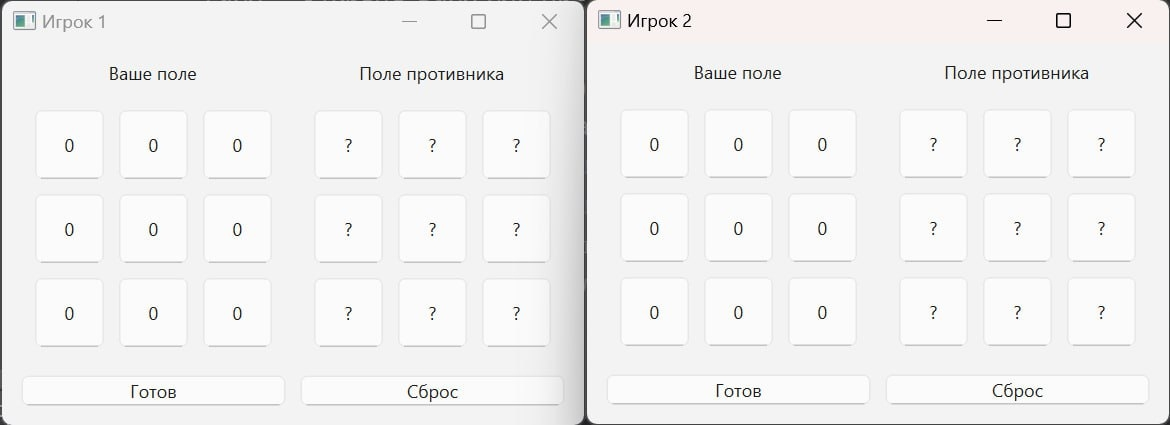 Игрок 1
Ваше поле Поле противника
0 0 0 ? ? ?
0 0 0 ? ? ?
0 0 0 ? ? ?
Готов Сброс
Игрок 2
Ваше поле Поле противника
0 0 0 ? ? ?
0 0 0 ? ? ?
0 0 0 ? ? ?
Готов Сброс